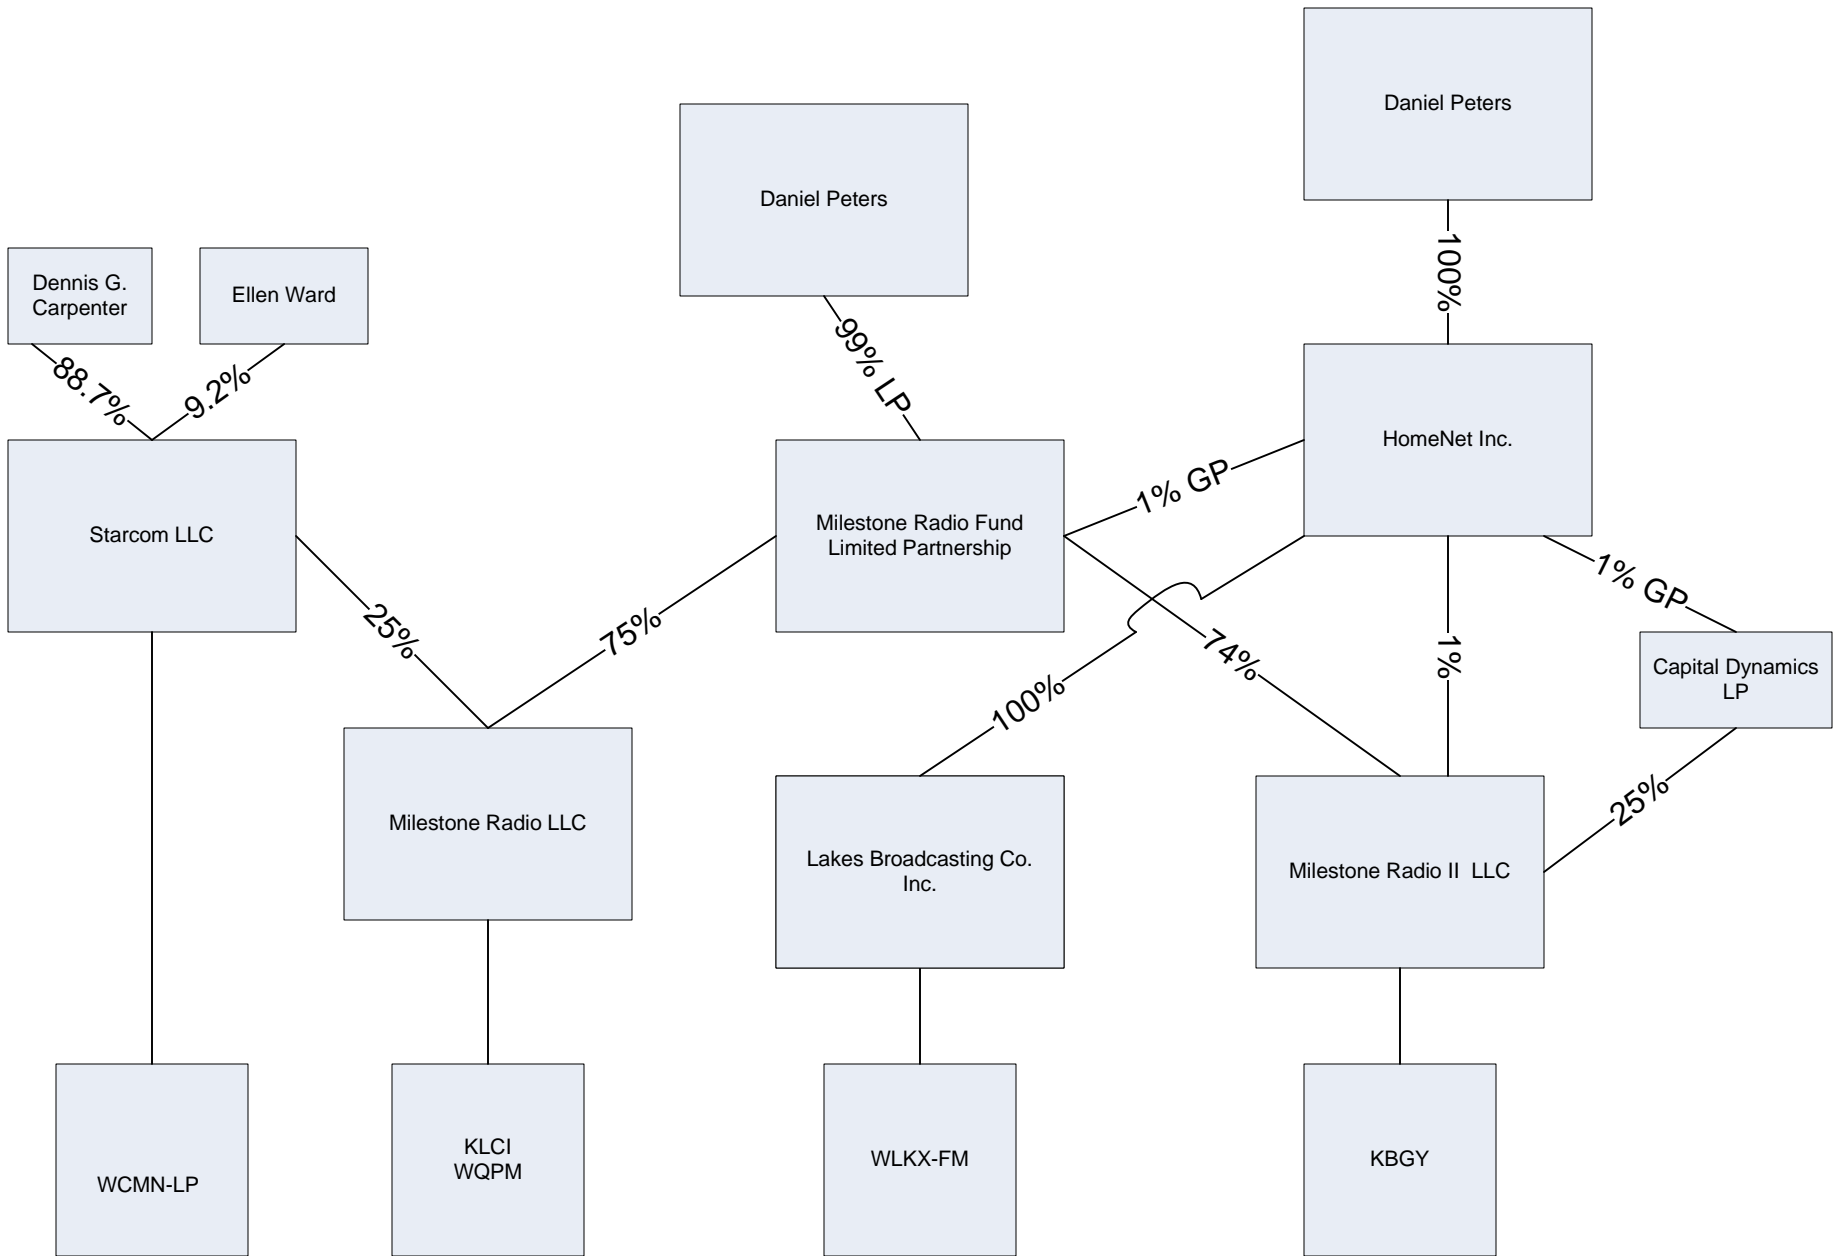 Daniel Peters
Daniel Peters
100%
Dennis G.
Carpenter
Ellen Ward
99% LP
88.7%
9.2%
Starcom LLC
Milestone Radio Fund
Limited Partnership
HomeNet Inc.
1% GP
1% GP
25%
75%
74%
1%
Capital Dynamics
LP
100%
25%
Milestone Radio LLC
Lakes Broadcasting Co.
Inc.
Milestone Radio II  LLC
WCMN-LP
KLCI
WQPM
WLKX-FM
KBGY